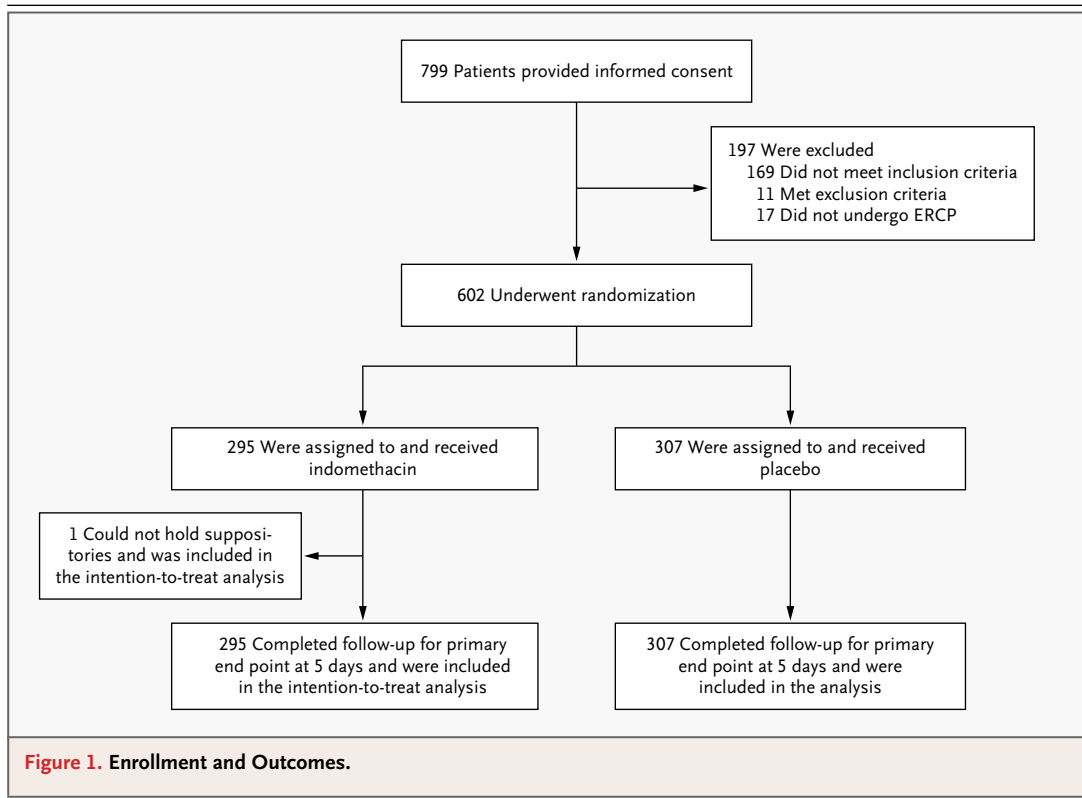 799 Patients provided informed consent
197 Were excluded
169 Did not meet inclusion criteria
11 Met exclusion criteria
17 Did not undergo ERCP
602 Underwent randomization
295 Were assigned to and received
indomethacin
307 Were assigned to and received
placebo
1 Could not hold supposi-
tories and was included in
the intention-to-treat analysis
295 Completed follow-up for primary
end point at 5 days and were included
in the intention-to-treat analysis
307 Completed follow-up for primary
end point at 5 days and were
included in the analysis
Figure 1. Enrollment and Outcomes.